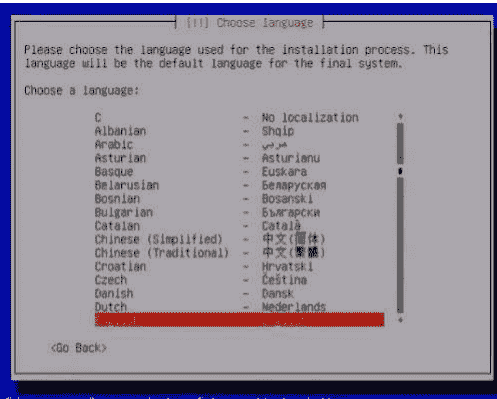 [!!] Choose language
Please choose the language used for the installation process. This
language will be the default language for the final system.
Choose a language:
C - No localization
Albanian - Shqip
Arabic - عربي
Asturian - Asturianu
Basque - Euskara
Belarusian - Беларуская
Bosnian - Bosanski
Bulgarian - Български
Catalan - Català
Chinese (Simplified) - 中文(简体)
Chinese (Traditional) - 中文(繁體)
Croatian - Hrvatski
Czech - Čeština
Danish - Dansk
Dutch - Nederlands
<Go Back>